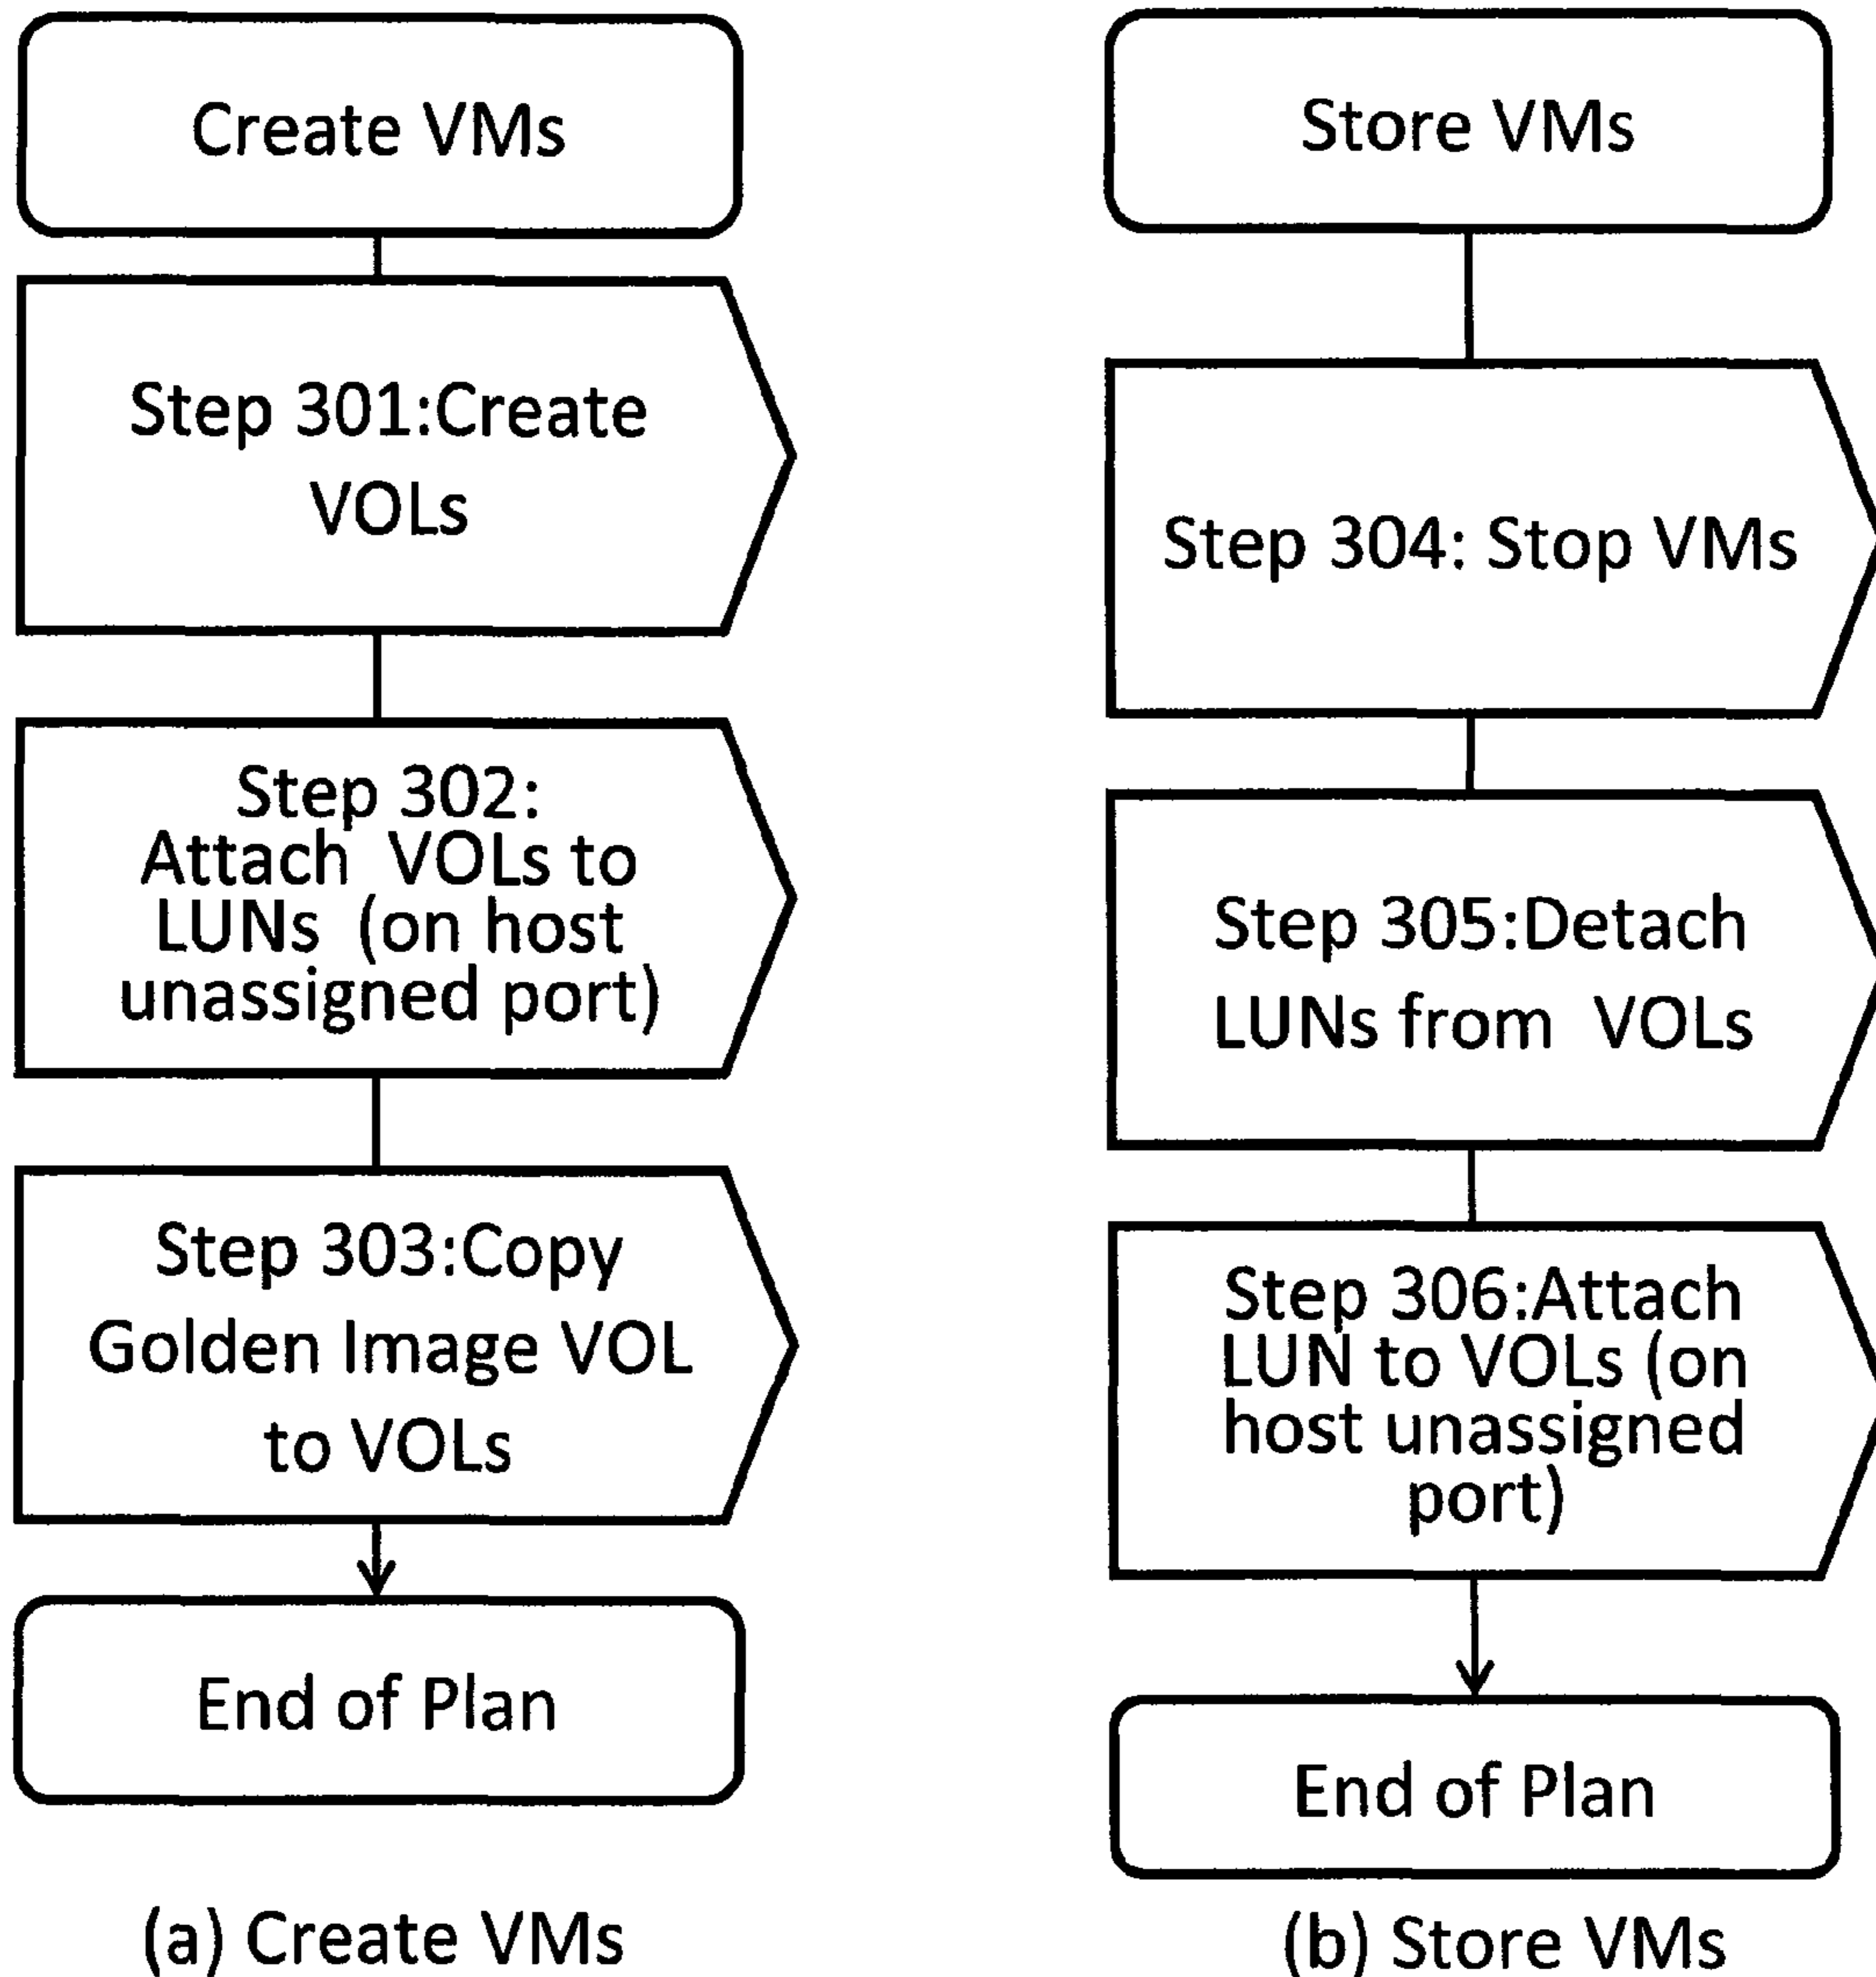 Create VMs
Step 301:Create
VOLs
Step 302:
Attach VOLs to
LUNs (on host
unassigned port)
Step 303:Copy
Golden Image VOL
to VOLs
End of Plan
(a) Create VMs
Store VMs
Step 304: Stop VMs
Step 305:Detach
LUNs from VOLs
Step 306:Attach
LUN to VOLs (on
host unassigned
port)
End of Plan
(b) Store VMs